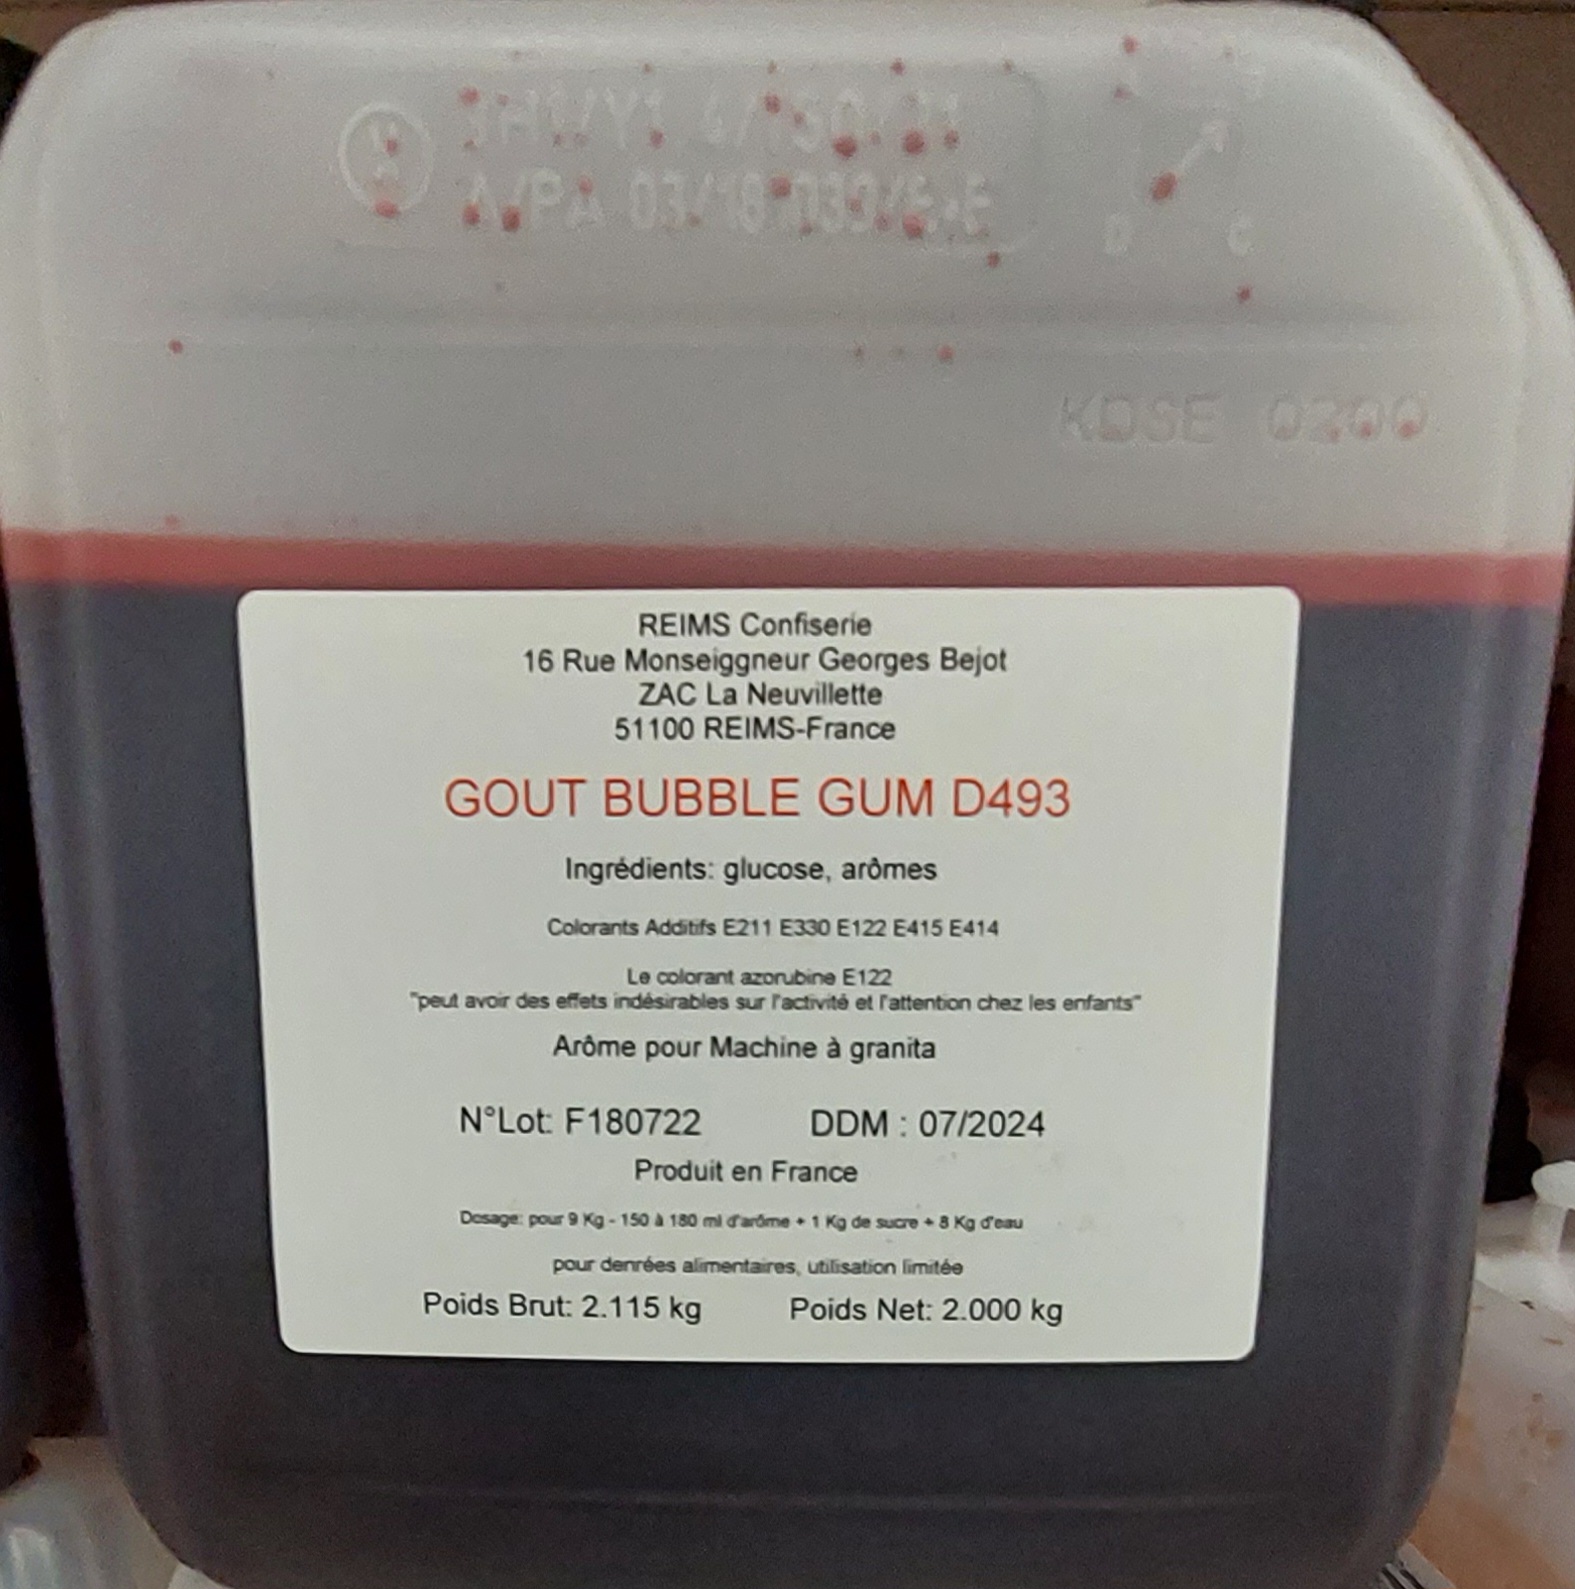 KDSE 0200
REIMS Confiserie
16 Rue Monseiggneur Georges Bejot
ZAC La Neuvillette
51100 REIMS-France
GOUT BUBBLE GUM D493
Ingrédients: glucose, arômes
Colorants Additifs E211 E330 E122 E415 E414
Le colorant azorubine E122
"peut avoir des effets indésirables sur l'activité et l'attention chez les enfants"
Arôme pour Machine à granita
N°Lot: F180722 DDM : 07/2024
Produit en France
Dosage: pour 9 Kg - 150 à 180 ml d'arôme + 1 Kg de sucre + 8 Kg d'eau
pour denrées alimentaires, utilisation limitée
Poids Brut: 2.115 kg Poids Net: 2.000 kg